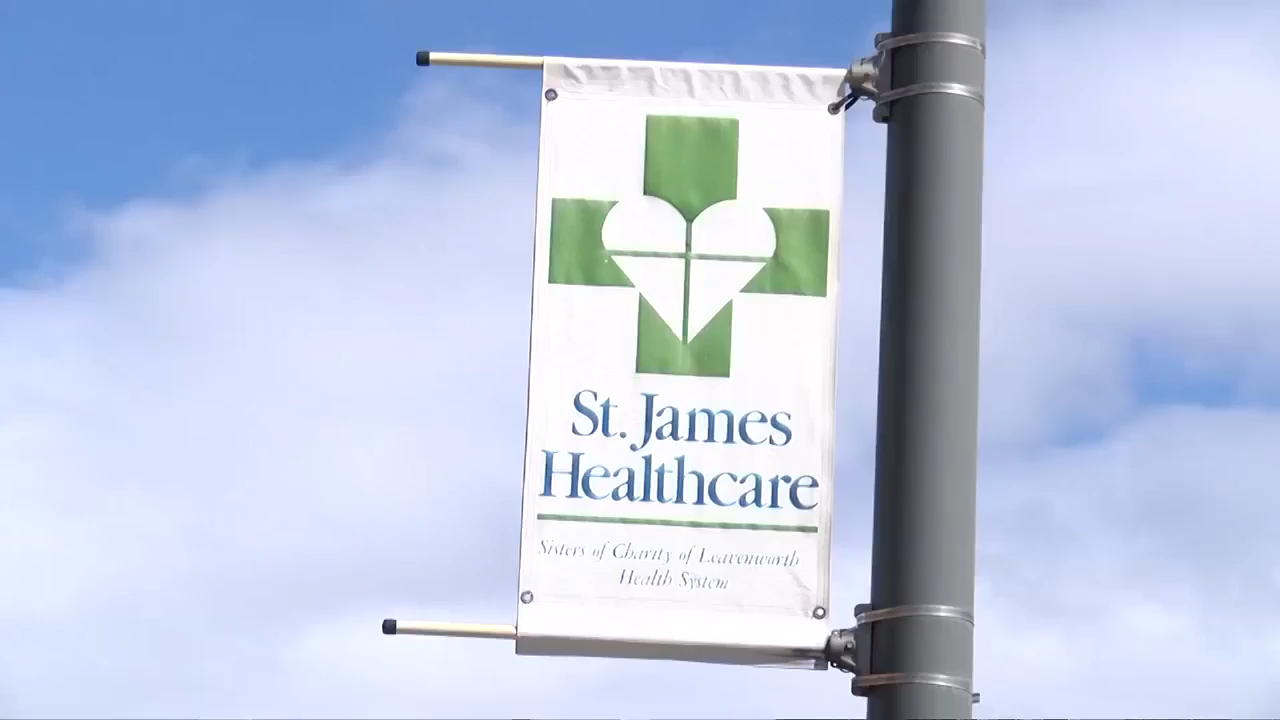 St. James
Healthcare
Sisters of Charity of Leavenworth
Health System